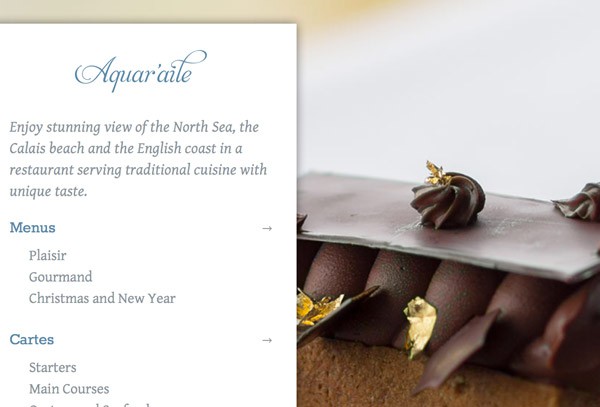 Aquar'aile
Enjoy stunning view of the North Sea, the
Calais beach and the English coast in a
restaurant serving traditional cuisine with
unique taste.
Menus →
Plaisir
Gourmand
Christmas and New Year
Cartes →
Starters
Main Courses